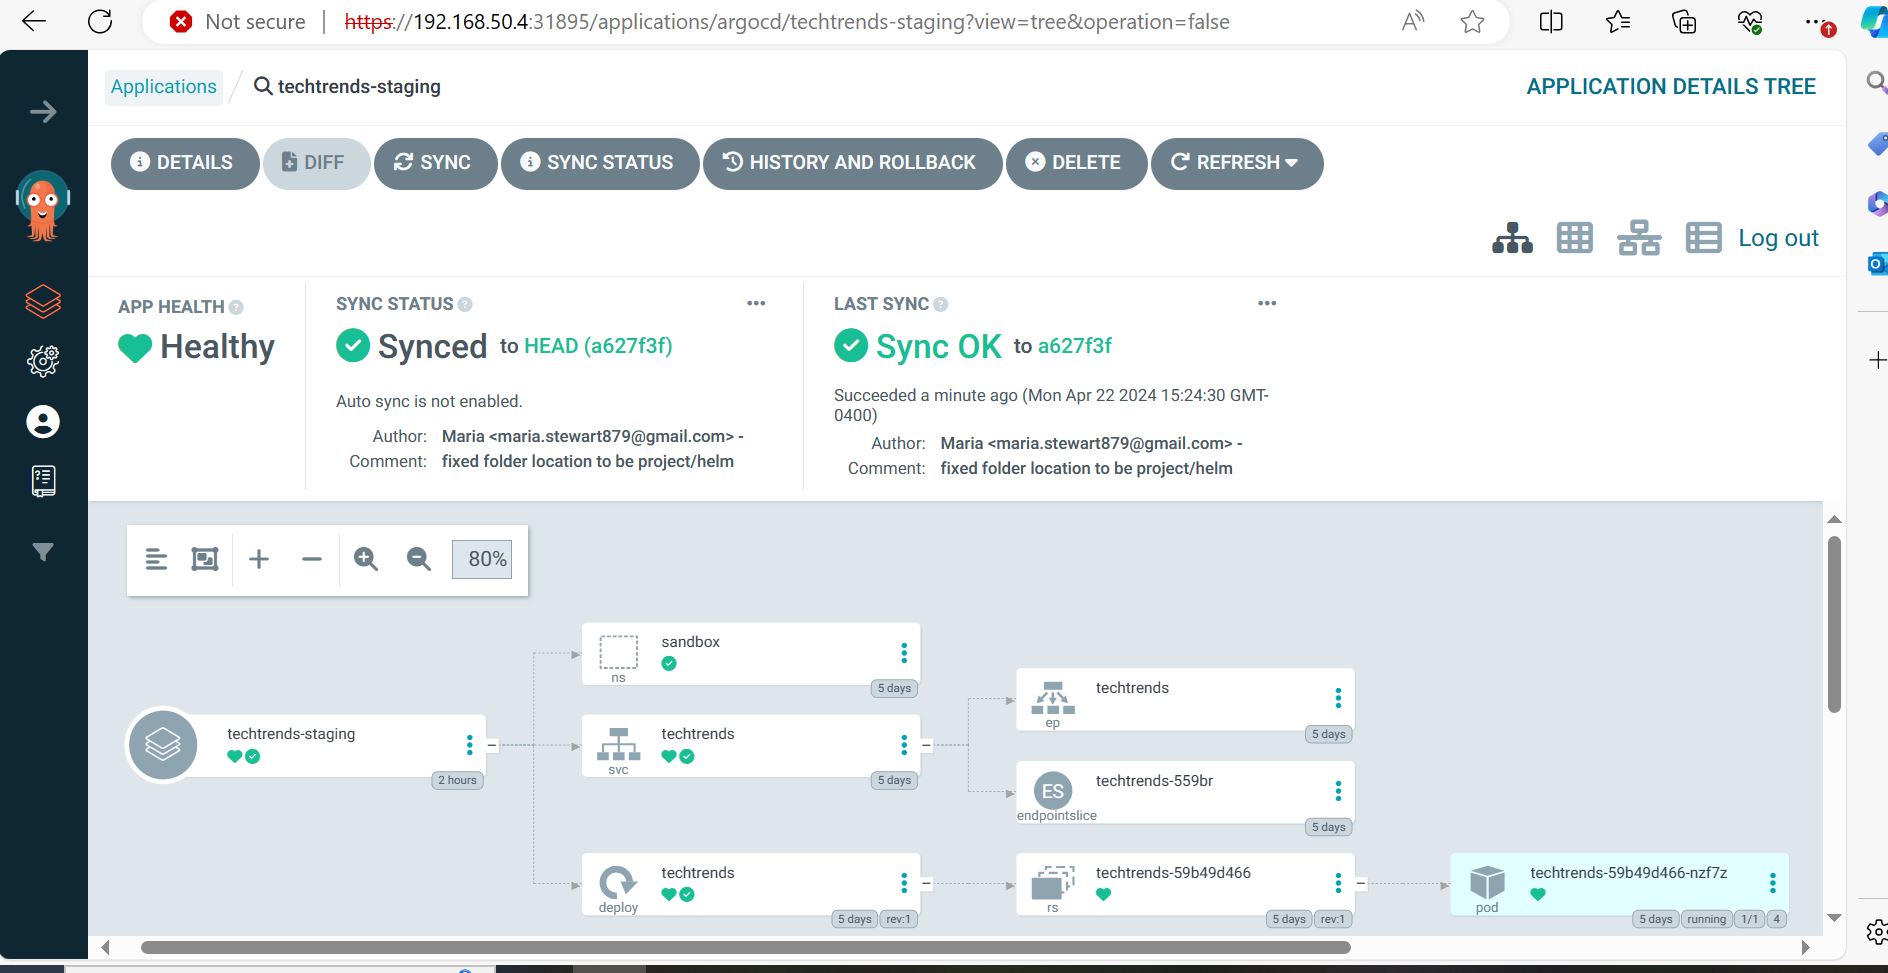 Not secure | https://192.168.50.4:31895/applications/argocd/techtrends-staging?view=tree&operation=false
Applications / techtrends-staging
APPLICATION DETAILS TREE
DETAILS DIFF SYNC SYNC STATUS HISTORY AND ROLLBACK DELETE REFRESH
Log out
APP HEALTH
Healthy
SYNC STATUS
Synced to HEAD (a627f3f)
Auto sync is not enabled.
Author: Maria <maria.stewart879@gmail.com> -
Comment: fixed folder location to be project/helm
LAST SYNC
Sync OK to a627f3f
Succeeded a minute ago (Mon Apr 22 2024 15:24:30 GMT-
0400)
Author: Maria <maria.stewart879@gmail.com> -
Comment: fixed folder location to be project/helm
80%
techtrends-staging
2 hours
sandbox
ns
5 days
techtrends
svc
5 days
techtrends
ep
5 days
techtrends-559br
ES
endpointslice
5 days
techtrends
deploy
5 days rev:1
techtrends-59b49d466
rs
5 days rev:1
techtrends-59b49d466-nzf7z
pod
5 days running 1/1 4